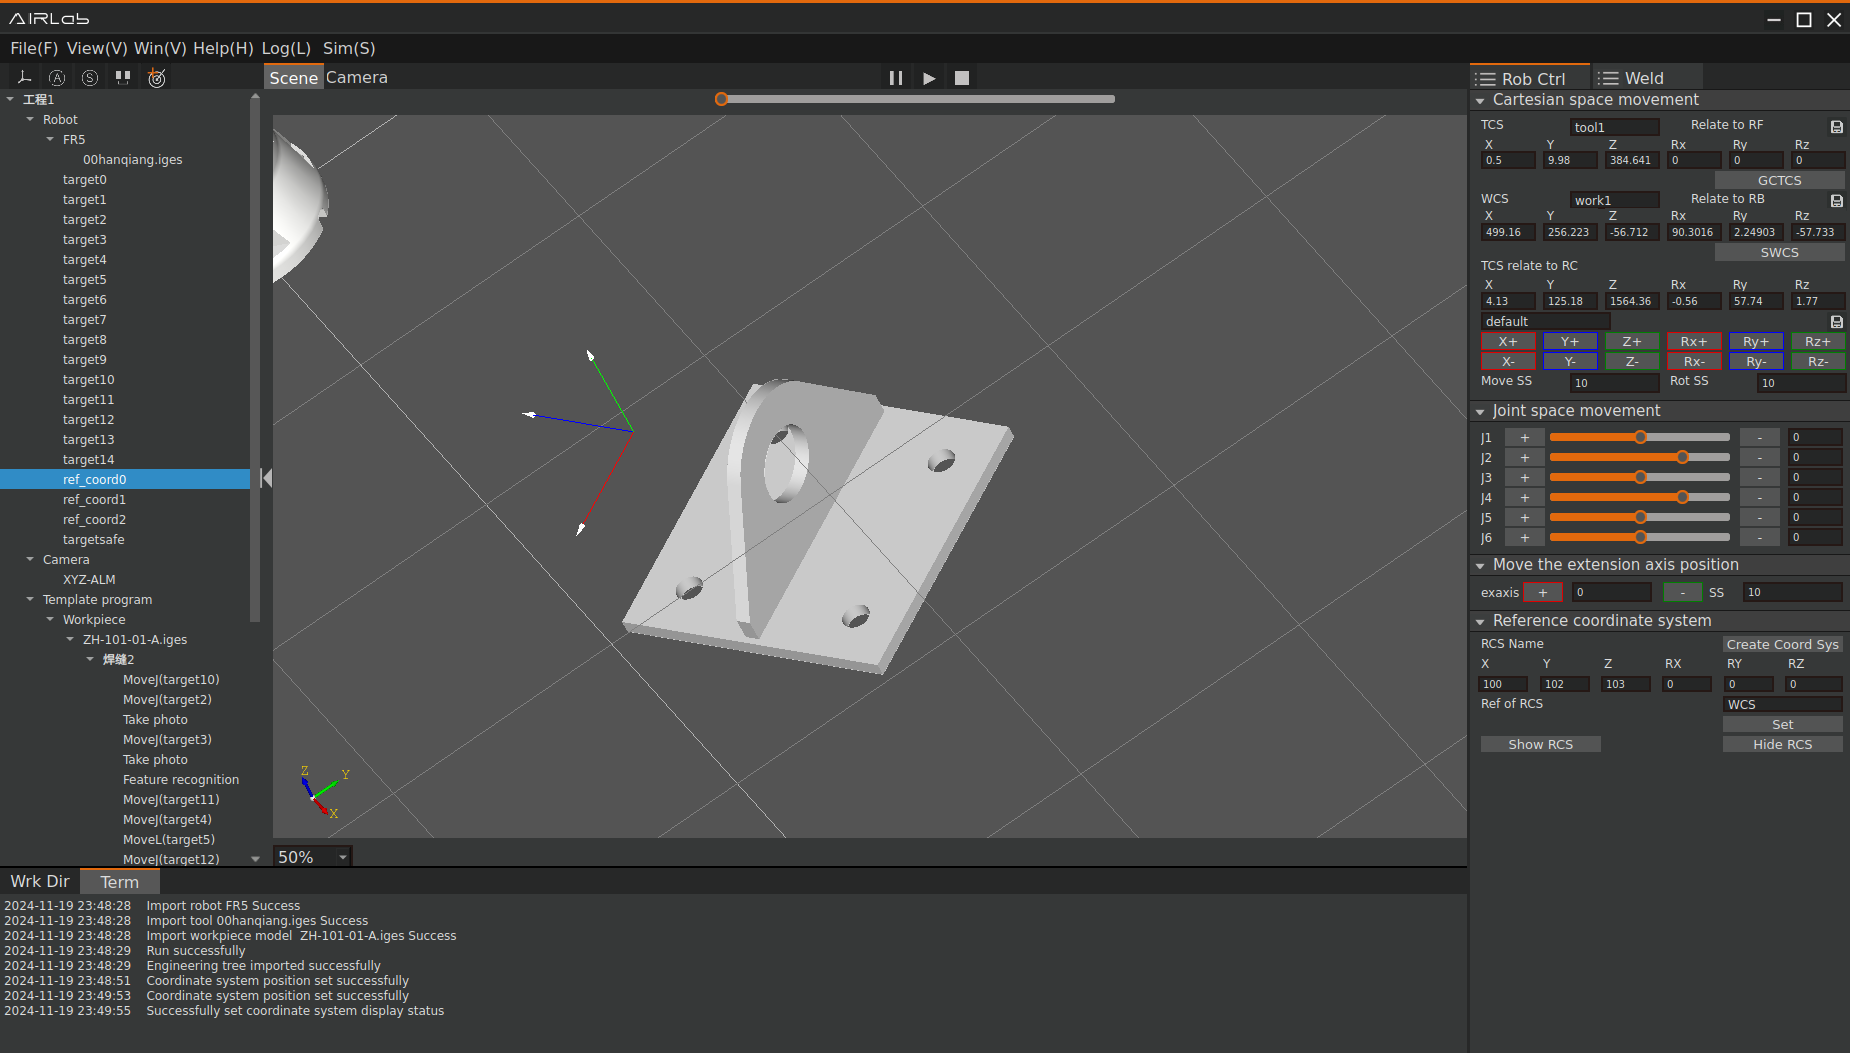 AIRLab
File(F) View(V) Win(V) Help(H) Log(L) Sim(S)
A S
Scene Camera
Rob Ctrl Weld
工程1
Robot
FR5
00hanqiang.iges
target0
target1
target2
target3
target4
target5
target6
target7
target8
target9
target10
target11
target12
target13
target14
ref_coord0
ref_coord1
ref_coord2
targetsafe
Camera
XYZ-ALM
Template program
Workpiece
ZH-101-01-A.iges
焊缝2
MoveJ(target10)
MoveJ(target2)
Take photo
MoveJ(target3)
Take photo
Feature recognition
MoveJ(target11)
MoveJ(target4)
MoveL(target5)
MoveJ(target12)
Z Y
X
50%
Cartesian space movement
TCS tool1 Relate to RF
X Y Z Rx Ry Rz
0.5 9.98 384.641 0 0 0
GCTCS
WCS work1 Relate to RB
X Y Z Rx Ry Rz
499.16 256.223 -56.712 90.3016 2.24903 -57.733
SWCS
TCS relate to RC
X Y Z Rx Ry Rz
4.13 125.18 1564.36 -0.56 57.74 1.77
default
X+ Y+ Z+ Rx+ Ry+ Rz+
X- Y- Z- Rx- Ry- Rz-
Move SS 10 Rot SS 10
Joint space movement
J1 + - 0
J2 + - 0
J3 + - 0
J4 + - 0
J5 + - 0
J6 + - 0
Move the extension axis position
exaxis + 0 - SS 10
Reference coordinate system
RCS Name Create Coord Sys
X Y Z RX RY RZ
100 102 103 0 0 0
Ref of RCS WCS
Set
Show RCS Hide RCS
Wrk Dir Term
2024-11-19 23:48:28 Import robot FR5 Success
2024-11-19 23:48:28 Import tool 00hanqiang.iges Success
2024-11-19 23:48:28 Import workpiece model ZH-101-01-A.iges Success
2024-11-19 23:48:29 Run successfully
2024-11-19 23:48:29 Engineering tree imported successfully
2024-11-19 23:48:51 Coordinate system position set successfully
2024-11-19 23:49:53 Coordinate system position set successfully
2024-11-19 23:49:55 Successfully set coordinate system display status